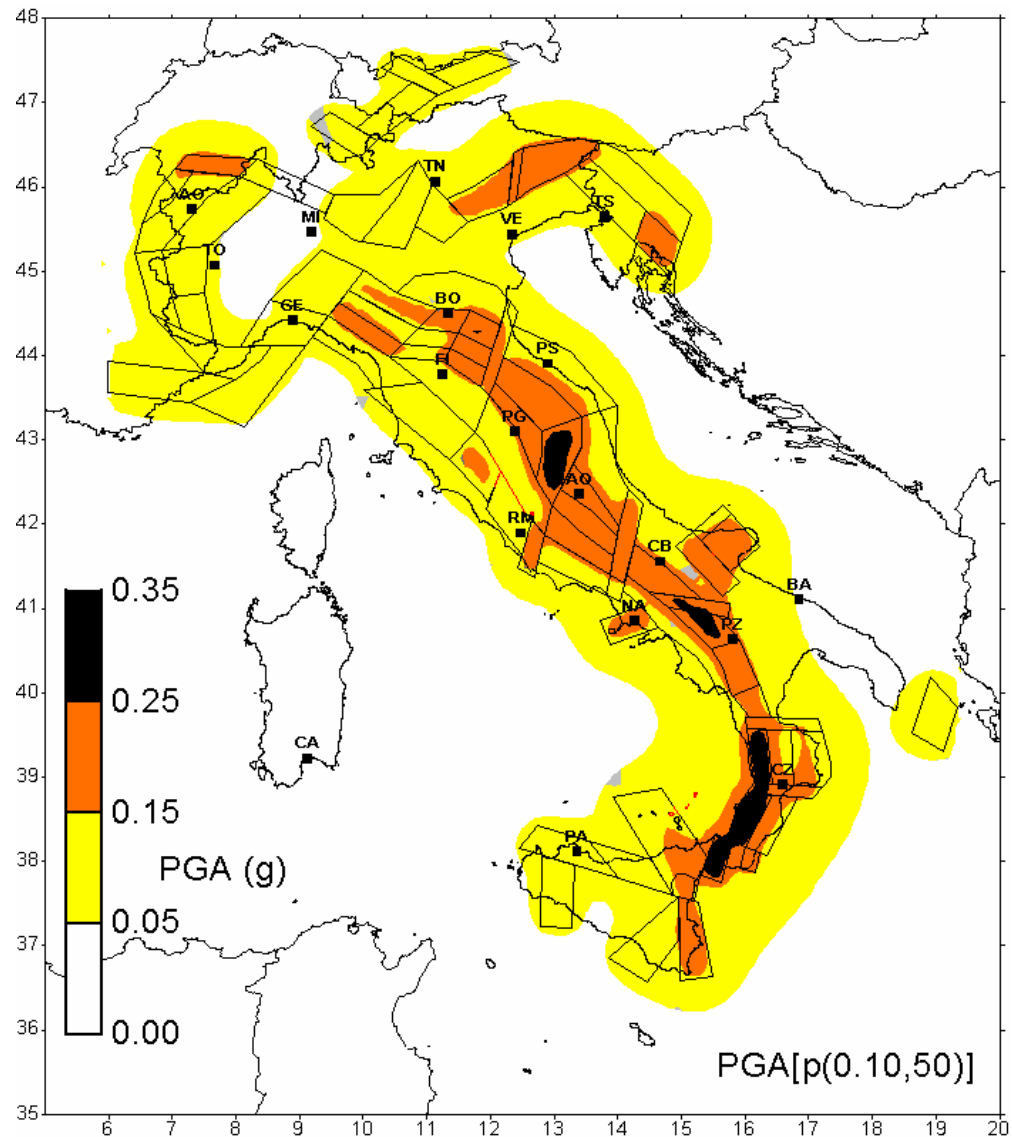 48
47
46
45
44
43
42
41
40
39
38
37
36
35
TN
AO
MI
VE
TS
TO
GE
BO
FI
PS
PG
AQ
RM
CB
NA
BA
PZ
CA
CZ
PA
0.35
0.25
0.15
0.05
0.00
PGA (g)
PGA[p(0.10,50)]
6 7 8 9 10 11 12 13 14 15 16 17 18 19 20